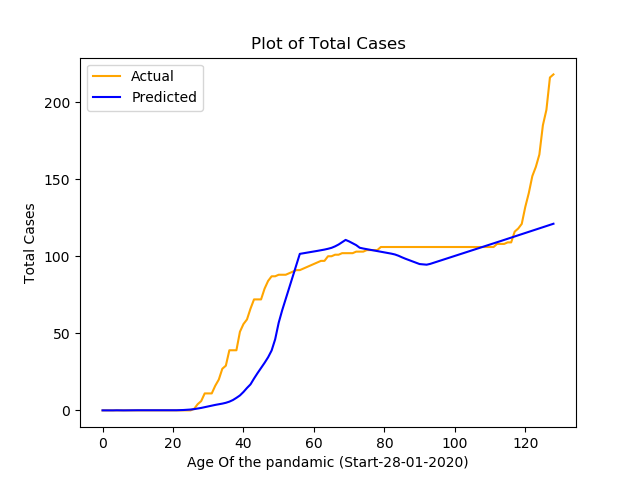 Plot of Total Cases
Actual
Predicted
Total Cases
200
150
100
50
0
0 20 40 60 80 100 120
Age Of the pandamic (Start-28-01-2020)